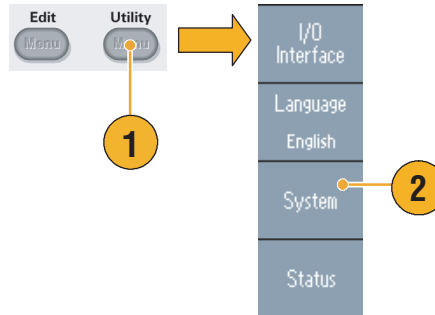 Edit Utility
Menu Menu
1
I/O
Interface
Language
English
System
2
Status